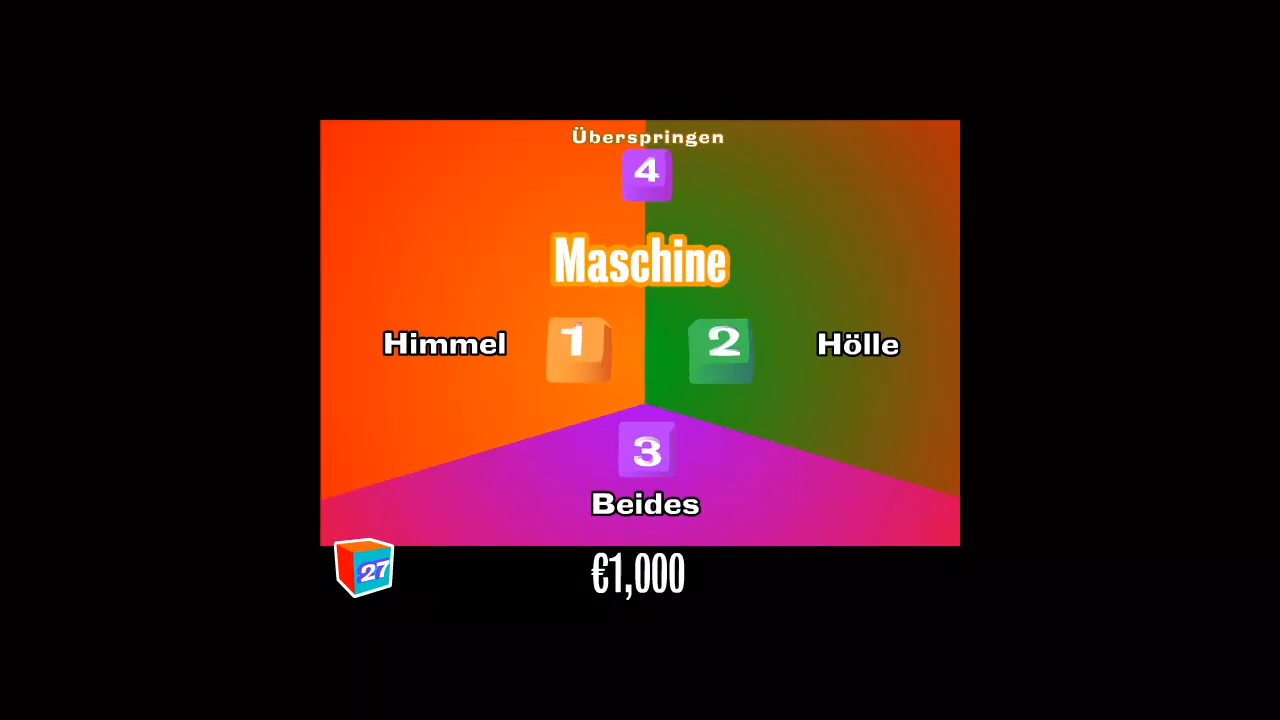 Überspringen
4
Maschine
Himmel
1
2
Hölle
3
Beides
27
€1,000